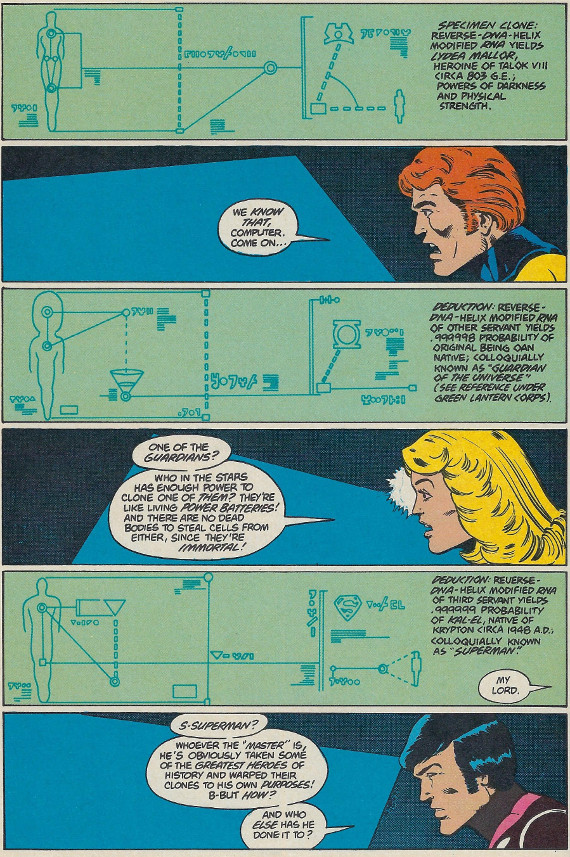 SPECIMEN CLONE:
REVERSE-DNA-HELIX
MODIFIED RNA YIELDS
LYDEA MALLOR,
HEROINE OF TALOK VIII
CIRCA 803 G.E.;
POWERS OF DARKNESS
AND PHYSICAL
STRENGTH.
WE KNOW
THAT,
COMPUTER.
COME ON...
DEDUCTION: REVERSE-
DNA-HELIX MODIFIED RNA
OF OTHER SERVANT YIELDS
.999998 PROBABILITY OF
ORIGINAL BEING OAN
NATIVE; COLLOQUIALLY
KNOWN AS "GUARDIAN
OF THE UNIVERSE"
(SEE REFERENCE UNDER
GREEN LANTERN CORPS).
ONE OF THE
GUARDIANS?
WHO IN THE STARS
HAS ENOUGH POWER TO
CLONE ONE OF THEM? THEY'RE
LIKE LIVING POWER BATTERIES!
AND THERE ARE NO DEAD
BODIES TO STEAL CELLS FROM
EITHER, SINCE THEY'RE
IMMORTAL!
DEDUCTION: REVERSE-
DNA-HELIX MODIFIED RNA
OF THIRD SERVANT YIELDS
.999999 PROBABILITY
OF KAL-EL, NATIVE OF
KRYPTON CIRCA 1948 A.D.;
COLLOQUIALLY KNOWN
AS "SUPERMAN."
MY
LORD.
S-SUPERMAN?
WHOEVER THE "MASTER" IS,
HE'S OBVIOUSLY TAKEN SOME
OF THE GREATEST HEROES OF
HISTORY AND WARPED THEIR
CLONES TO HIS OWN PURPOSES!
B-BUT HOW?
AND WHO
ELSE HAS HE
DONE IT TO?